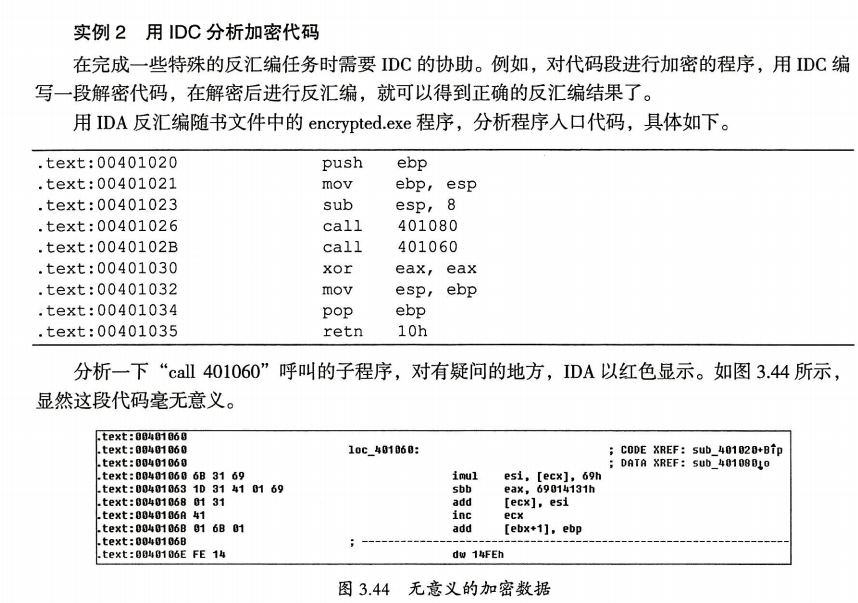 实例 2 用 IDC 分析加密代码
在完成一些特殊的反汇编任务时需要 IDC 的协助。例如，对代码段进行加密的程序，用 IDC 编
写一段解密代码，在解密后进行反汇编，就可以得到正确的反汇编结果了。
用 IDA 反汇编随书文件中的 encrypted.exe 程序，分析程序入口代码，具体如下。
.text:00401020 push ebp
.text:00401021 mov ebp, esp
.text:00401023 sub esp, 8
.text:00401026 call 401080
.text:0040102B call 401060
.text:00401030 xor eax, eax
.text:00401032 mov esp, ebp
.text:00401034 pop ebp
.text:00401035 retn 10h
分析一下“call 401060”呼叫的子程序，对有疑问的地方，IDA 以红色显示。如图 3.44 所示，
显然这段代码毫无意义。
.text:00401060
.text:00401060 loc_401060: ; CODE XREF: sub_401020+B↑p
.text:00401060 ; DATA XREF: sub_401080↓o
.text:00401060 6B 31 69 imul esi, [ecx], 69h
.text:00401063 1D 31 41 01 69 sbb eax, 69014131h
.text:00401068 01 31 add [ecx], esi
.text:0040106A 41 inc ecx
.text:0040106B 01 6B 01 add [ebx+1], ebp
.text:0040106B ; ---------------------------------------------------------------------------
.text:0040106E FE 14 dw 14FEh
图 3.44 无意义的加密数据